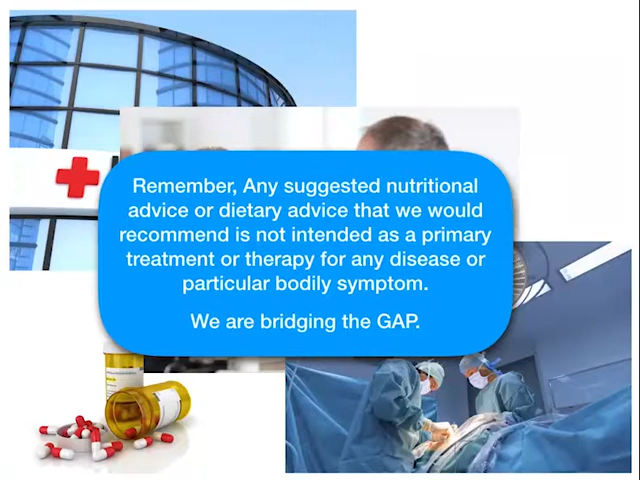 Remember, Any suggested nutritional
advice or dietary advice that we would
recommend is not intended as a primary
treatment or therapy for any disease or
particular bodily symptom.
We are bridging the GAP.